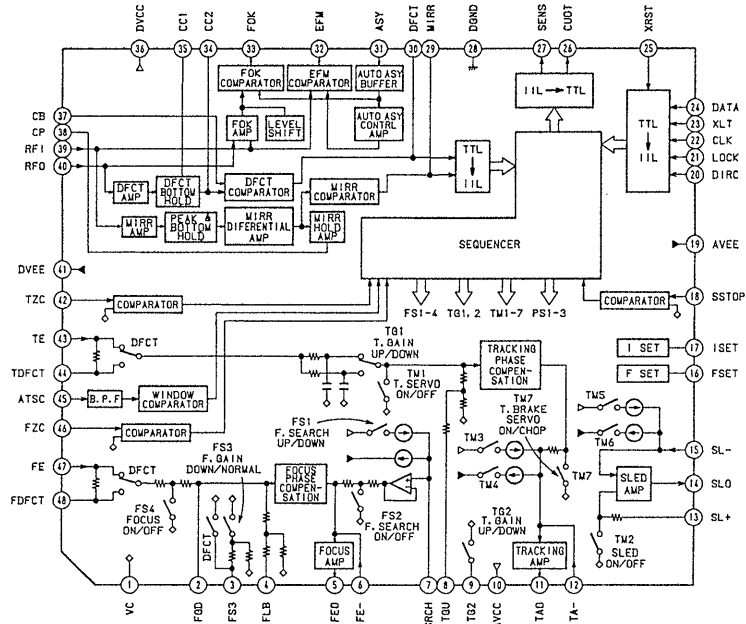 DVCC
CC1
CC2
FOK
EFM
ASY
DFCT
MIRR
DGND
SENS
CUOT
XRST
36
35
34
33
32
31
30
29
28
27
26
25
FOK
COMPARATOR
EFM
COMPARATOR
AUTO ASY
BUFFER
IIL → TTL
CB
37
CP
38
RFI
39
RFO
40
FOK
AMP
LEVEL
SHIFT
AUTO ASY
CONTRL
AMP
TTL
↓
IIL
TTL
↓
IIL
24
DATA
23
XLT
22
CLK
21
LOCK
20
DIRC
DFCT
AMP
DFCT
BOTTOM
HOLD
DFCT
COMPARATOR
MIRR
COMPARATOR
MIRR
AMP
PEAK &
BOTTOM
HOLD
MIRR
DIFERENTIAL
AMP
MIRR
HOLD
AMP
SEQUENCER
19
AVEE
DVEE
41
TZC
42
COMPARATOR
FS1-4
TG1, 2
TM1-7
PS1-3
COMPARATOR
18
SSTOP
TE
43
DFCT
TDFCT
44
TG1
T. GAIN
UP/DOWN
TM1
T. SERVO
ON/OFF
TRACKING
PHASE
COMPEN-
SATION
I SET
17
ISET
F SET
16
FSET
ATSC
45
B.P.F
WINDOW
COMPARATOR
FZC
46
COMPARATOR
FS1
F. SEARCH
UP/DOWN
TM7
T. BRAKE
SERVO
ON/CHOP
TM3
TM4
TM7
TM5
TM6
15
SL-
FE
47
DFCT
FDFCT
48
FS3
F. GAIN
DOWN/NORMAL
FOCUS
PHASE
COMPEN-
SATION
FS4
FOCUS
ON/OFF
DFCT
FS2
F. SEARCH
ON/OFF
TG2
T. GAIN
UP/DOWN
SLED
AMP
14
SLO
13
SL+
TM2
SLED
ON/OFF
FOCUS
AMP
TRACKING
AMP
1
2
3
4
5
6
7
8
9
10
11
12
VC
FGD
FS3
FLB
FEO
FE-
SRCH
TGU
TG2
AVCC
TAO
TA-